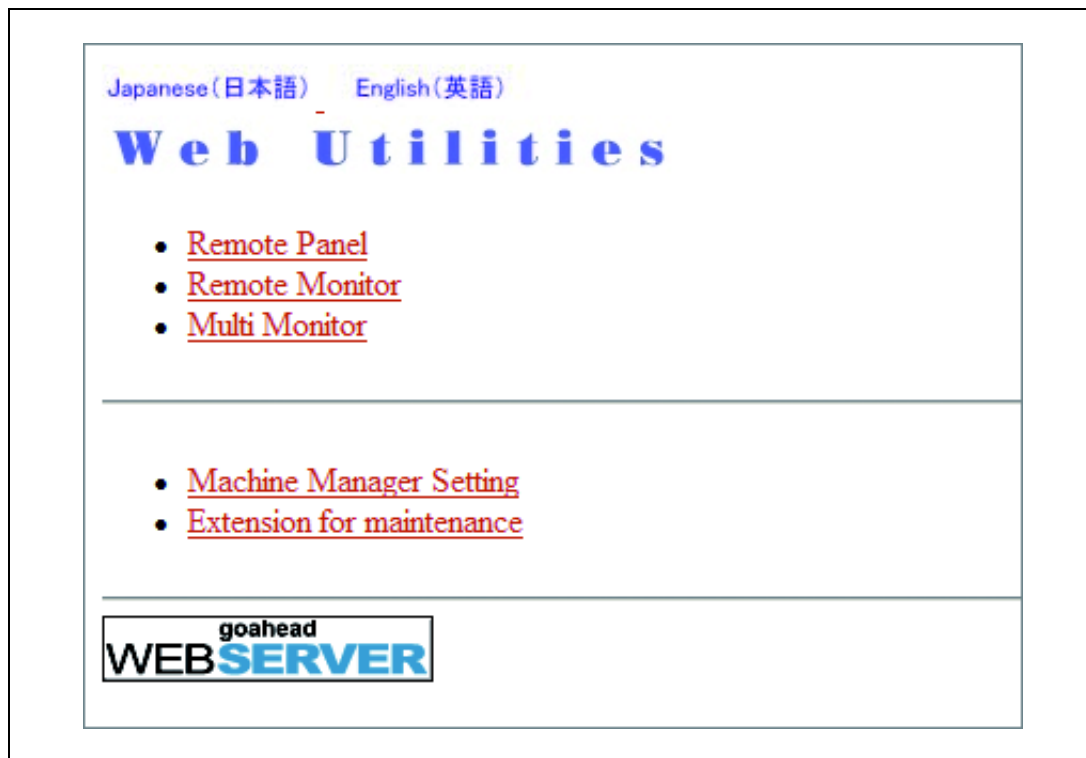 Japanese(日本語) English(英語)
Web Utilities
Remote Panel
Remote Monitor
Multi Monitor
Machine Manager Setting
Extension for maintenance
goahead
WEBSERVER